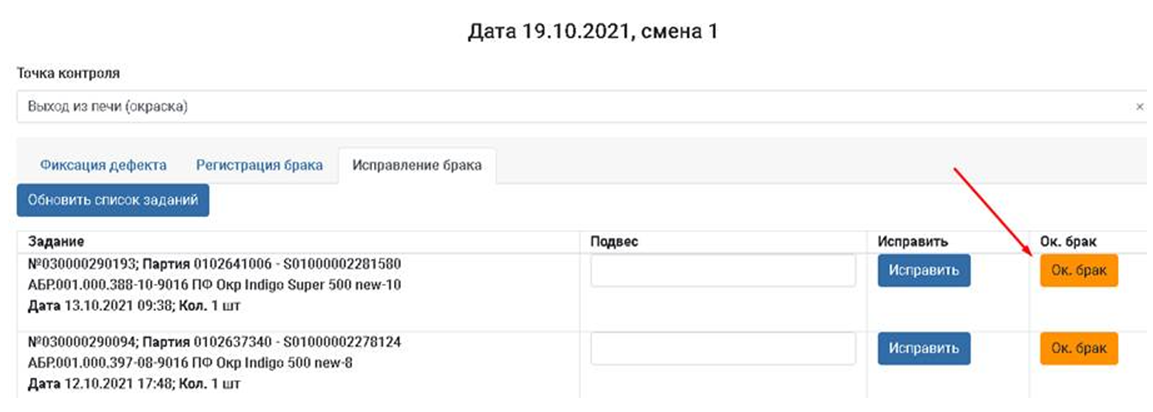 Дата 19.10.2021, смена 1
Точка контроля
Выход из печи (окраска) ×
Фиксация дефекта Регистрация брака Исправление брака
Обновить список заданий
Задание Подвес Исправить Ок. брак
№030000290193; Партия 0102641006 - S01000002281580
АБР.001.000.388-10-9016 ПФ Окр Indigo Super 500 new-10
Дата 13.10.2021 09:38; Кол. 1 шт
Исправить Ок. брак
№030000290094; Партия 0102637340 - S01000002278124
АБР.001.000.397-08-9016 ПФ Окр Indigo 500 new-8
Дата 12.10.2021 17:48; Кол. 1 шт
Исправить Ок. брак